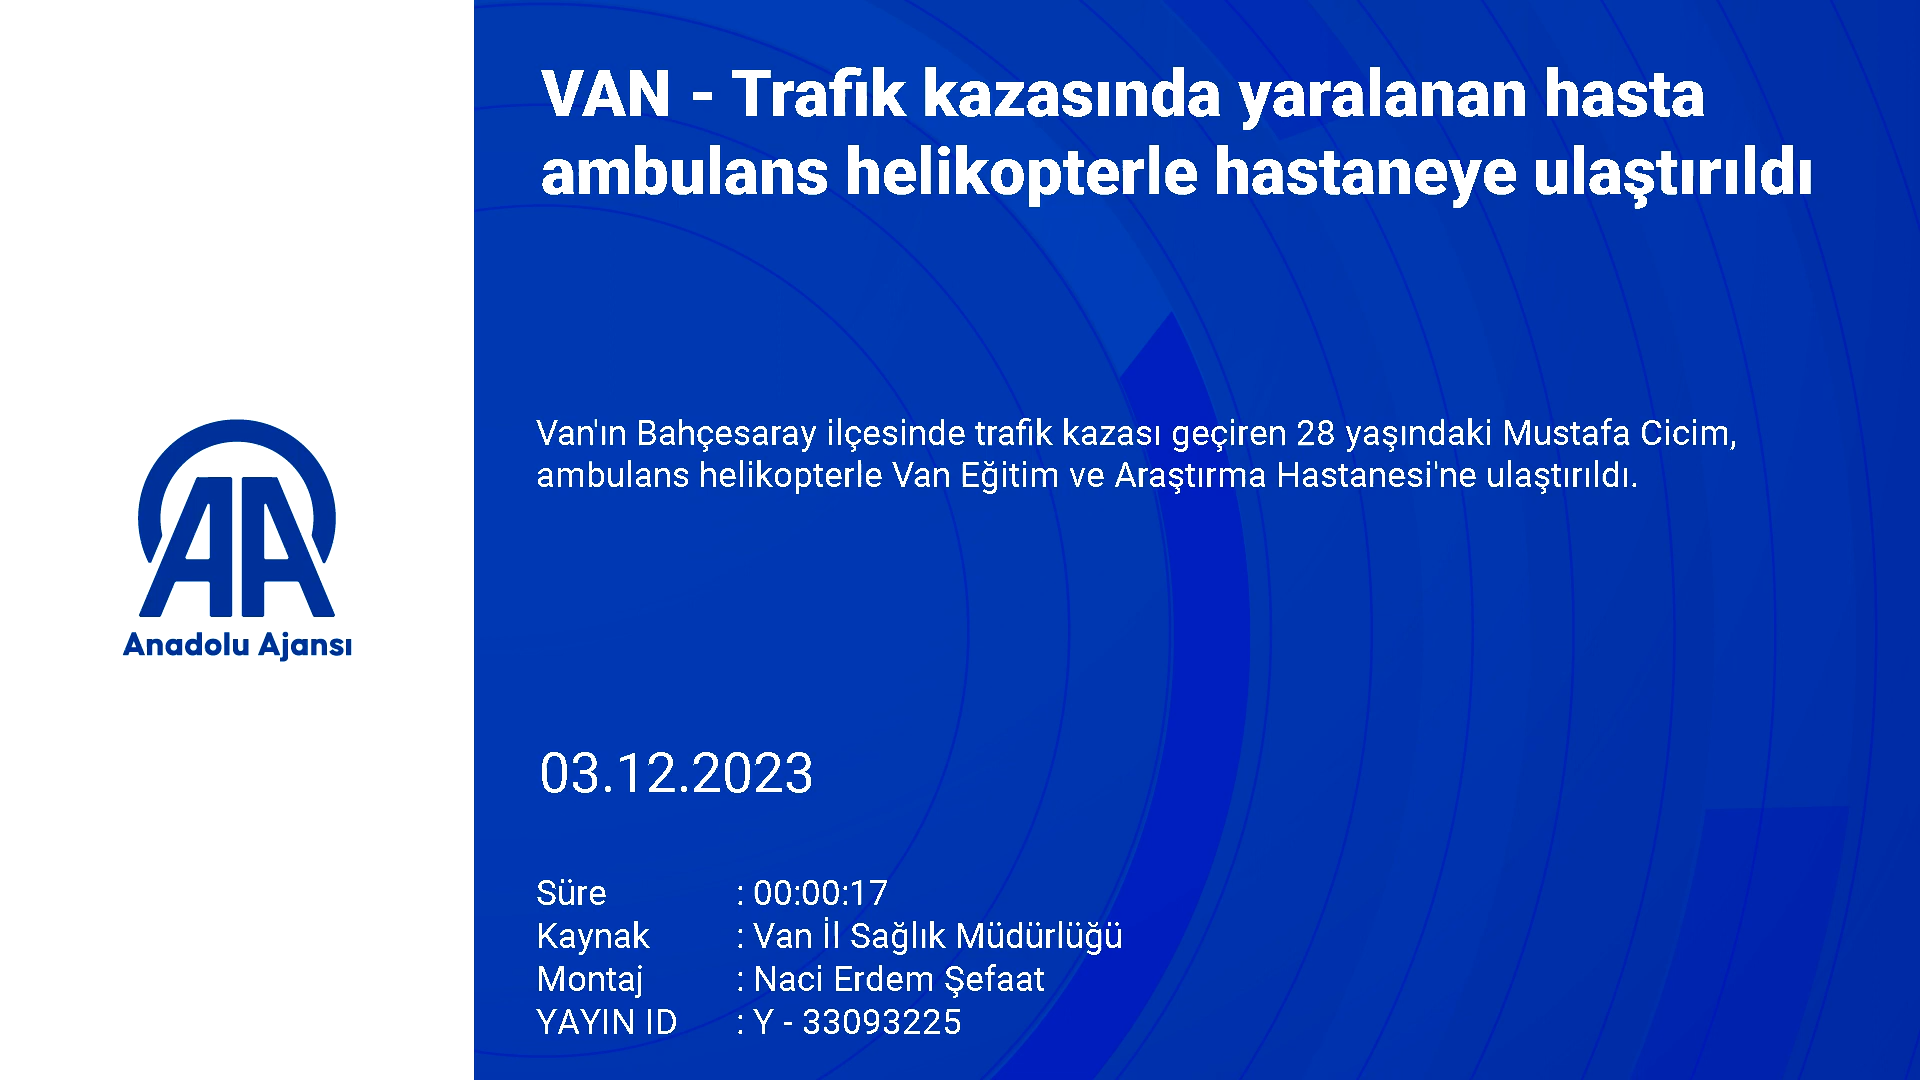 VAN - Trafik kazasında yaralanan hasta
ambulans helikopterle hastaneye ulaştırıldı
Van'ın Bahçesaray ilçesinde trafik kazası geçiren 28 yaşındaki Mustafa Cicim,
ambulans helikopterle Van Eğitim ve Araştırma Hastanesi'ne ulaştırıldı.
AA
Anadolu Ajansı
03.12.2023
Süre : 00:00:17
Kaynak : Van İl Sağlık Müdürlüğü
Montaj : Naci Erdem Şefaat
YAYIN ID : Y - 33093225